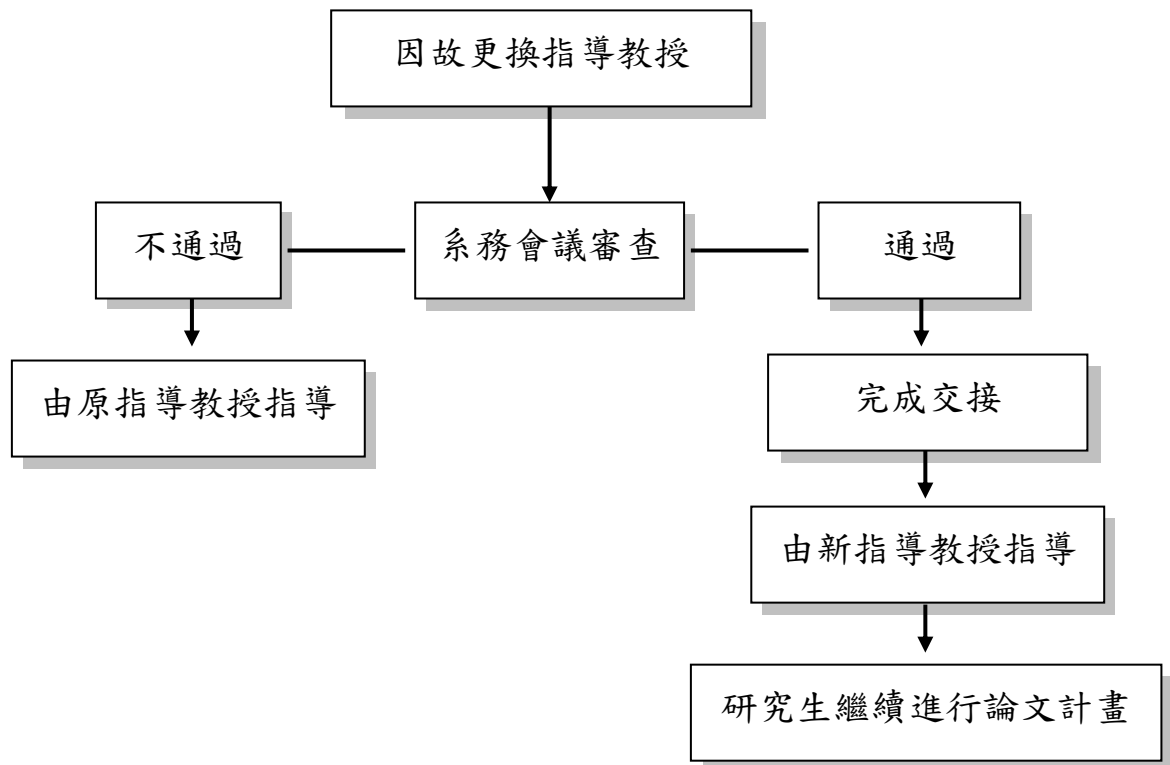 因故更換指導教授
不通過
系務會議審查
通過
由原指導教授指導
完成交接
由新指導教授指導
研究生繼續進行論文計畫